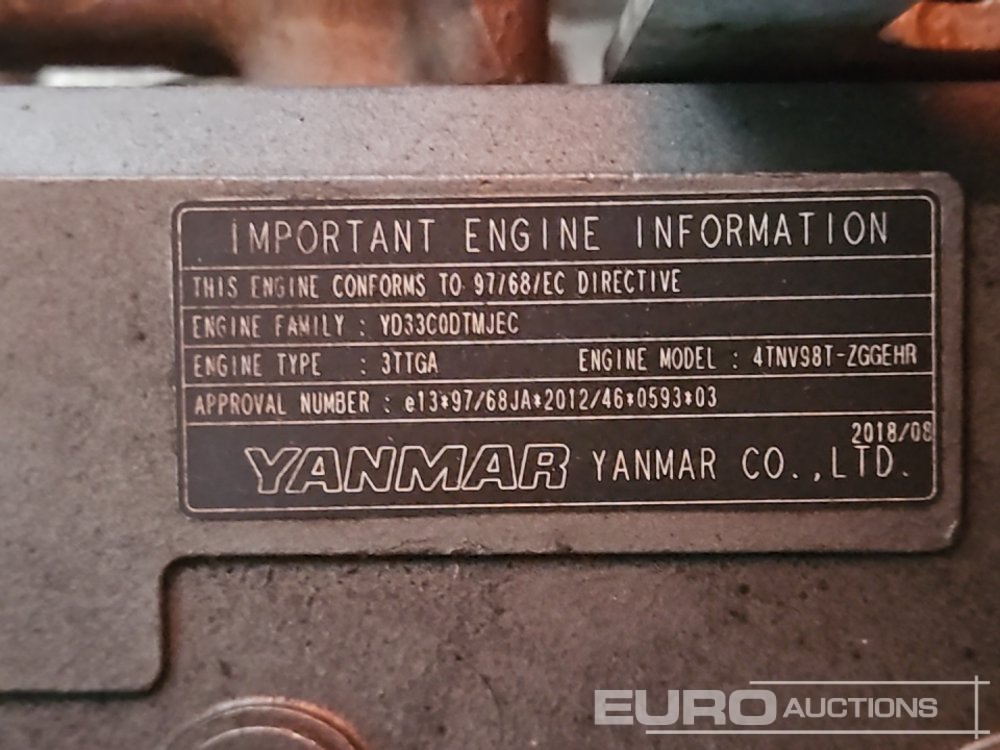 IMPORTANT ENGINE INFORMATION
THIS ENGINE CONFORMS TO 97/68/EC DIRECTIVE
ENGINE FAMILY : YD33C0DTMJEC
ENGINE TYPE : 3TTGA ENGINE MODEL : 4TNV98T-ZGGEHR
APPROVAL NUMBER : e13*97/68JA*2012/46*0593*03
2018/08
YANMAR YANMAR CO.,LTD.
EURO AUCTIONS